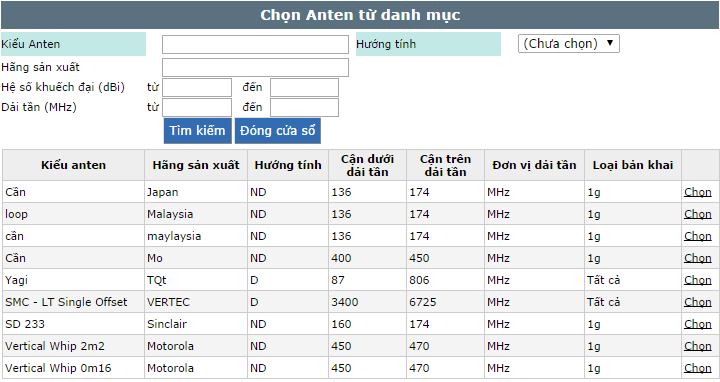 Chọn Anten từ danh mục
Kiểu Anten Hướng tính (Chưa chọn)
Hãng sản xuất
Hệ số khuếch đại (dBi) từ đến
Dải tần (MHz) từ đến
Tìm kiếm Đóng cửa sổ
Kiểu anten Hãng sản xuất Hướng tính Cận dưới dải tần Cận trên dải tần Đơn vị dải tần Loại bản khai
Cần Japan ND 136 174 MHz 1g Chọn
loop Malaysia ND 136 174 MHz 1g Chọn
cần maylaysia ND 136 174 MHz 1g Chọn
Cần Mo ND 400 450 MHz 1g Chọn
Yagi TQt D 87 806 MHz Tất cả Chọn
SMC - LT Single Offset VERTEC D 3400 6725 MHz Tất cả Chọn
SD 233 Sinclair ND 160 174 MHz 1g Chọn
Vertical Whip 2m2 Motorola ND 450 470 MHz 1g Chọn
Vertical Whip 0m16 Motorola ND 450 470 MHz 1g Chọn